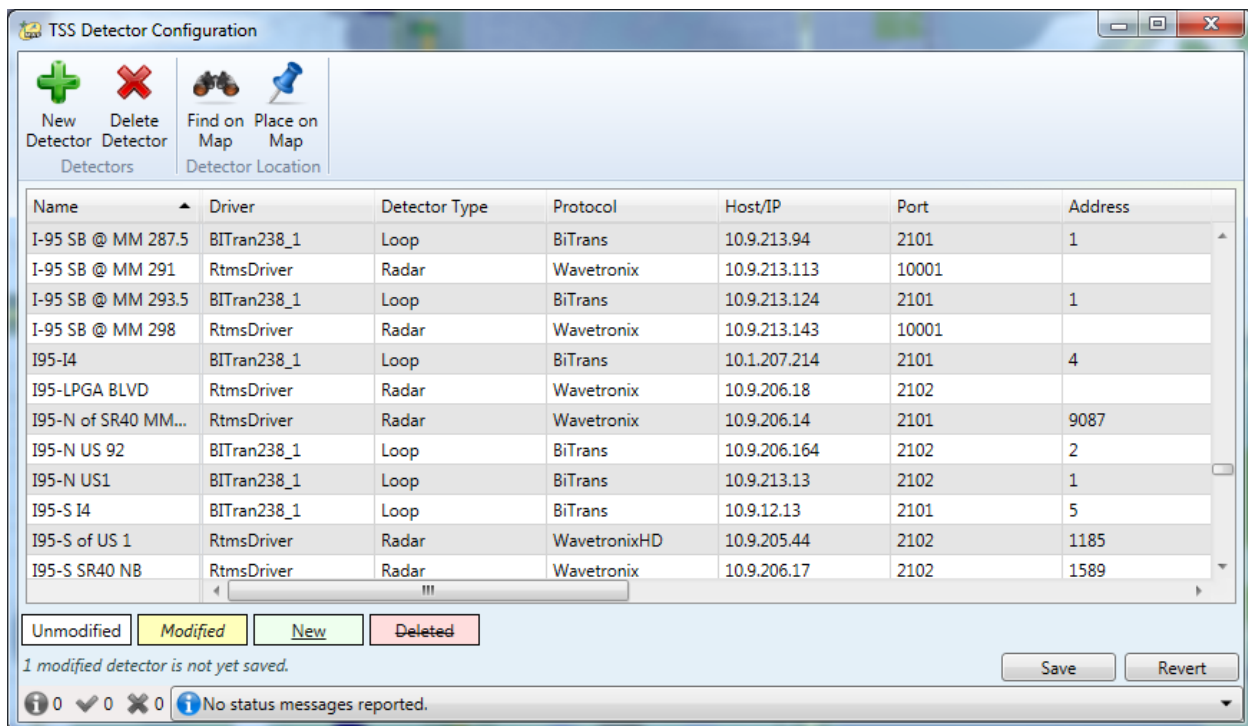 TSS Detector Configuration
New Detector
Delete Detector
Find on Map
Place on Map
Detectors
Detector Location
Name Driver Detector Type Protocol Host/IP Port Address
I-95 SB @ MM 287.5 BITran238_1 Loop BiTrans 10.9.213.94 2101 1
I-95 SB @ MM 291 RtmsDriver Radar Wavetronix 10.9.213.113 10001
I-95 SB @ MM 293.5 BITran238_1 Loop BiTrans 10.9.213.124 2101 1
I-95 SB @ MM 298 RtmsDriver Radar Wavetronix 10.9.213.143 10001
I95-I4 BITran238_1 Loop BiTrans 10.1.207.214 2101 4
I95-LPGA BLVD RtmsDriver Radar Wavetronix 10.9.206.18 2102
I95-N of SR40 MM... RtmsDriver Radar Wavetronix 10.9.206.14 2101 9087
I95-N US 92 BITran238_1 Loop BiTrans 10.9.206.164 2102 2
I95-N US1 BITran238_1 Loop BiTrans 10.9.213.13 2102 1
I95-S I4 BITran238_1 Loop BiTrans 10.9.12.13 2101 5
I95-S of US 1 RtmsDriver Radar WavetronixHD 10.9.205.44 2102 1185
I95-S SR40 NB RtmsDriver Radar Wavetronix 10.9.206.17 2102 1589
Unmodified Modified New Deleted
1 modified detector is not yet saved.
Save Revert
0 0 0 No status messages reported.